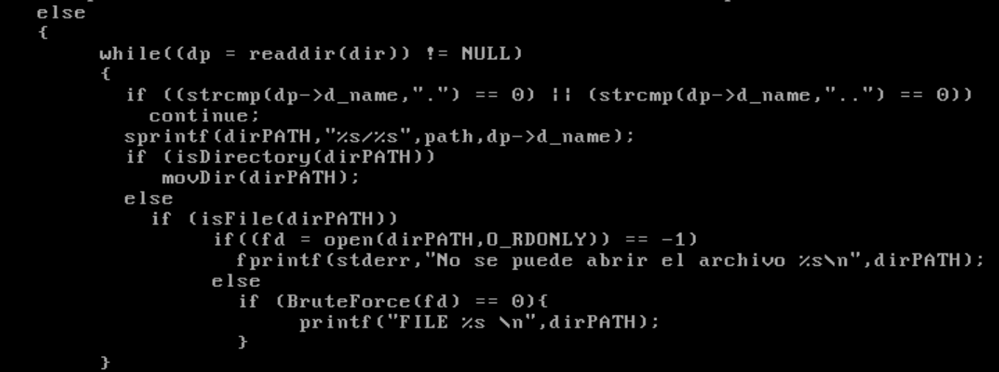 else
{
while((dp = readdir(dir)) != NULL)
{
if ((strcmp(dp->d_name,".") == 0) || (strcmp(dp->d_name,"..") == 0))
continue;
sprintf(dirPATH,"%s/%s",path,dp->d_name);
if (isDirectory(dirPATH))
movDir(dirPATH);
else
if (isFile(dirPATH))
if((fd = open(dirPATH,O_RDONLY)) == -1)
fprintf(stderr,"No se puede abrir el archivo %s\n",dirPATH);
else
if (BruteForce(fd) == 0){
printf("FILE %s \n",dirPATH);
}
}